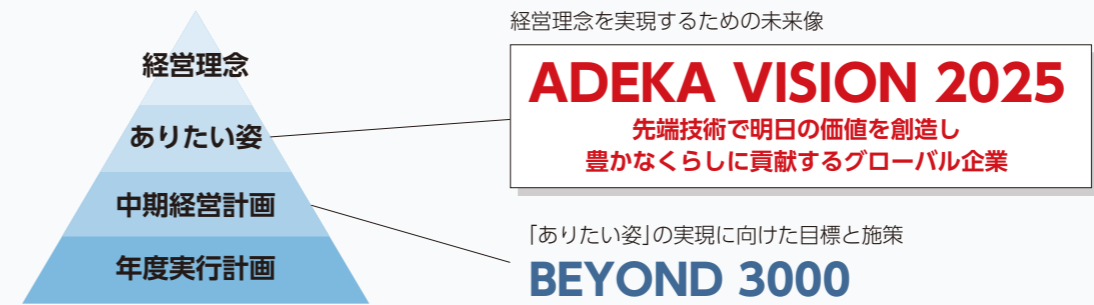 経営理念
ありたい姿
中期経営計画
年度実行計画
経営理念を実現するための未来像
ADEKA VISION 2025
先端技術で明日の価値を創造し
豊かなくらしに貢献するグローバル企業
「ありたい姿」の実現に向けた目標と施策
BEYOND 3000